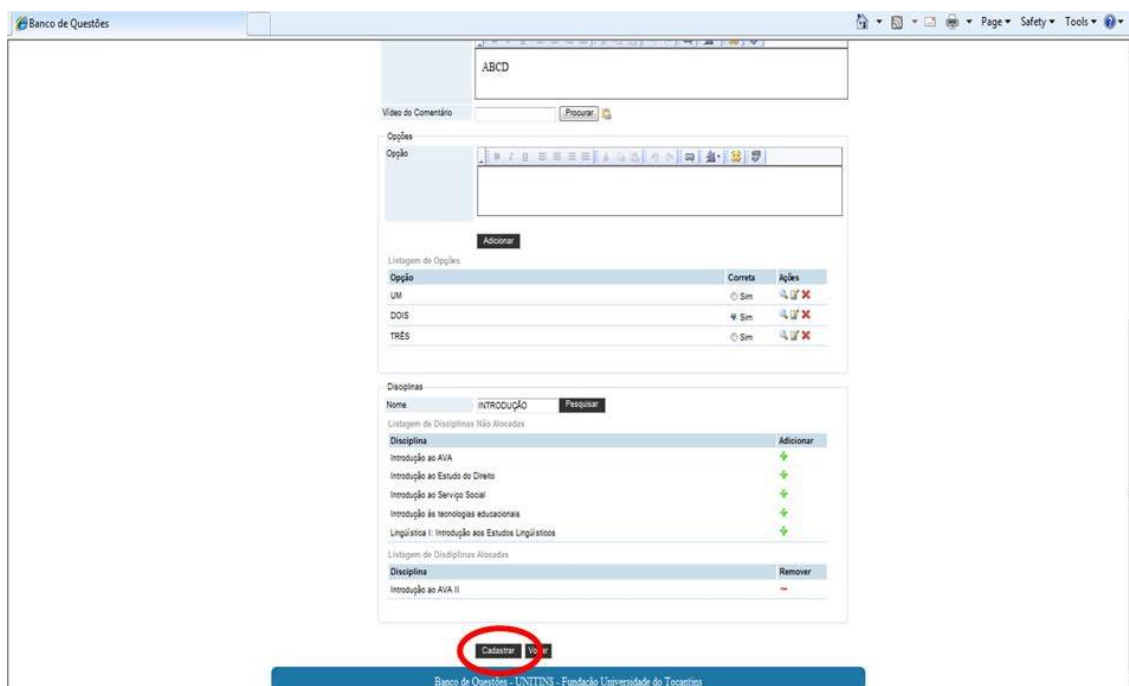 Banco de Questões
Page Safety Tools
ABCD
Vídeo do Comentário Procurar
Opções
Opção
Adicionar
Listagem de Opções
Opção Correta Ações
UM Sim
DOIS Sim
TRÊS Sim
Disciplinas
Nome INTRODUÇÃO Pesquisar
Listagem de Disciplinas Não Alocadas
Disciplina Adicionar
Introdução ao AVA
Introdução ao Estudo do Direito
Introdução ao Serviço Social
Introdução às tecnologias educacionais
Lingüística I: Introdução aos Estudos Lingüísticos
Listagem de Disdiplinas Alocadas
Disciplina Remover
Introdução ao AVA II
Cadastrar Voltar
Banco de Questões - UNITINS - Fundação Universidade do Tocantins